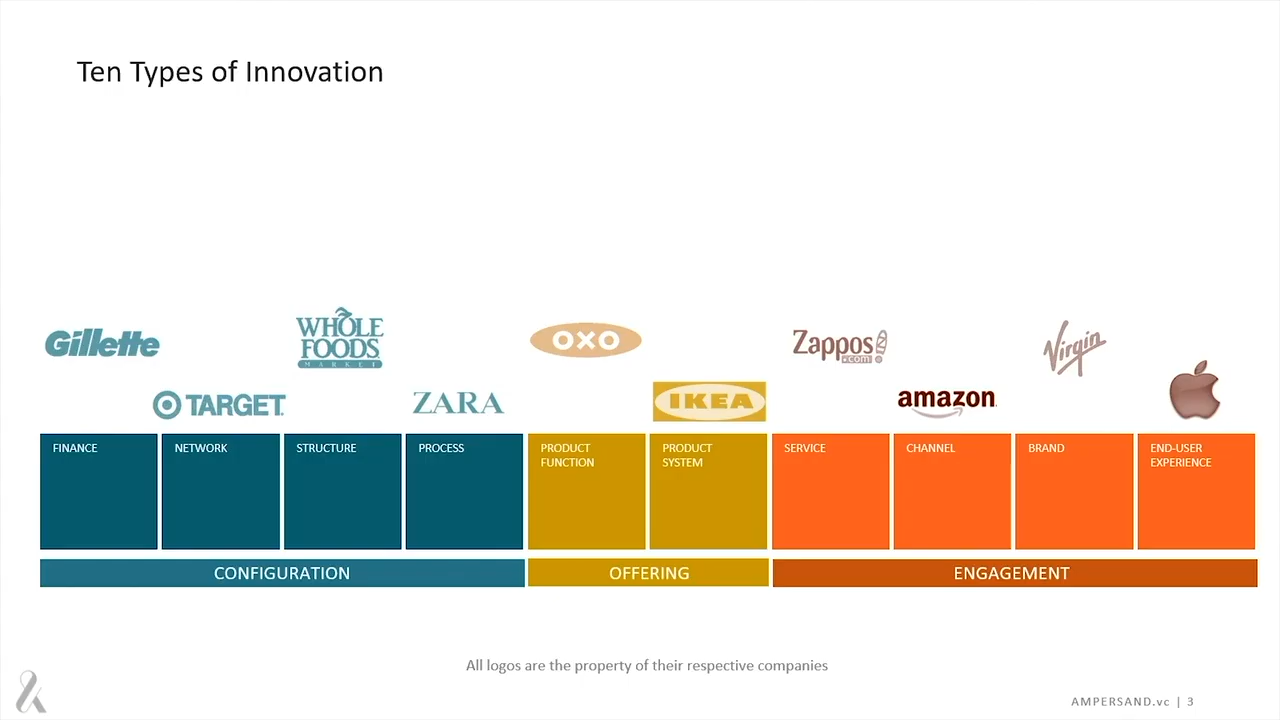 Ten Types of Innovation
Gillette
TARGET
WHOLE
FOODS
MARKET
ZARA
OXO
IKEA
Zappos
.com
amazon
Virgin
FINANCE
NETWORK
STRUCTURE
PROCESS
PRODUCT
FUNCTION
PRODUCT
SYSTEM
SERVICE
CHANNEL
BRAND
END-USER
EXPERIENCE
CONFIGURATION
OFFERING
ENGAGEMENT
All logos are the property of their respective companies
AMPERSAND.vc | 3